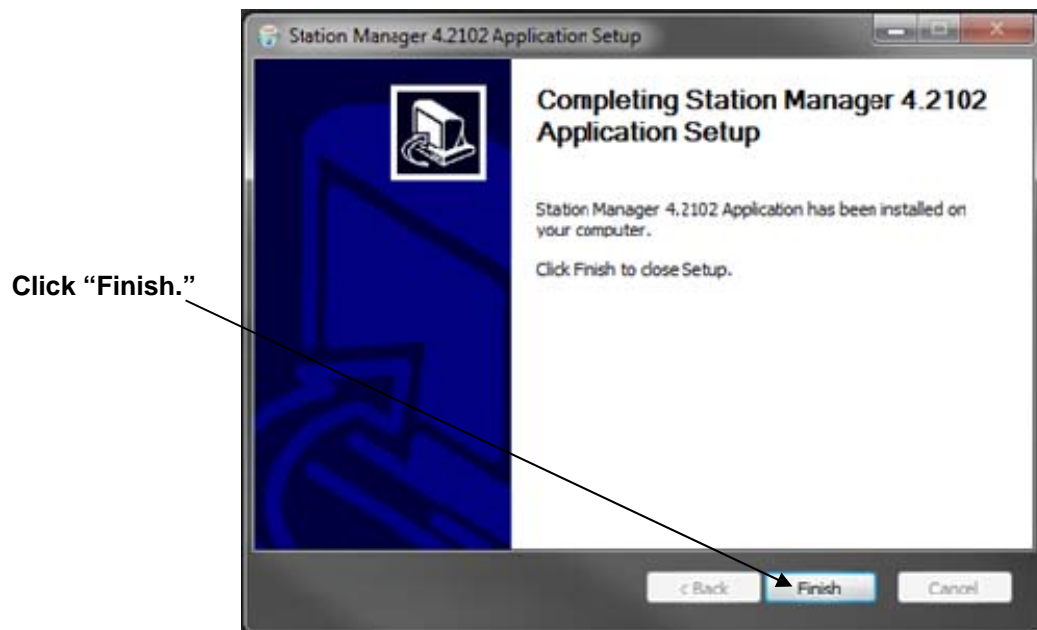 Station Manager 4.2102 Application Setup
Completing Station Manager 4.2102
Application Setup
Station Manager 4.2102 Application has been installed on
your computer.
Click Finish to close Setup.
Click “Finish.”
< Back
Finish
Cancel